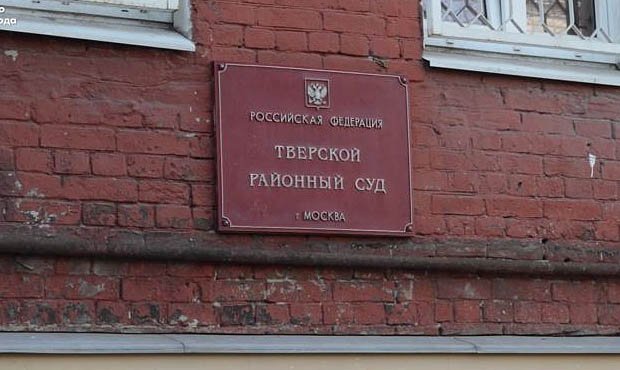 РОССИЙСКАЯ ФЕДЕРАЦИЯ
ТВЕРСКОЙ
РАЙОННЫЙ СУД
г МОСКВА